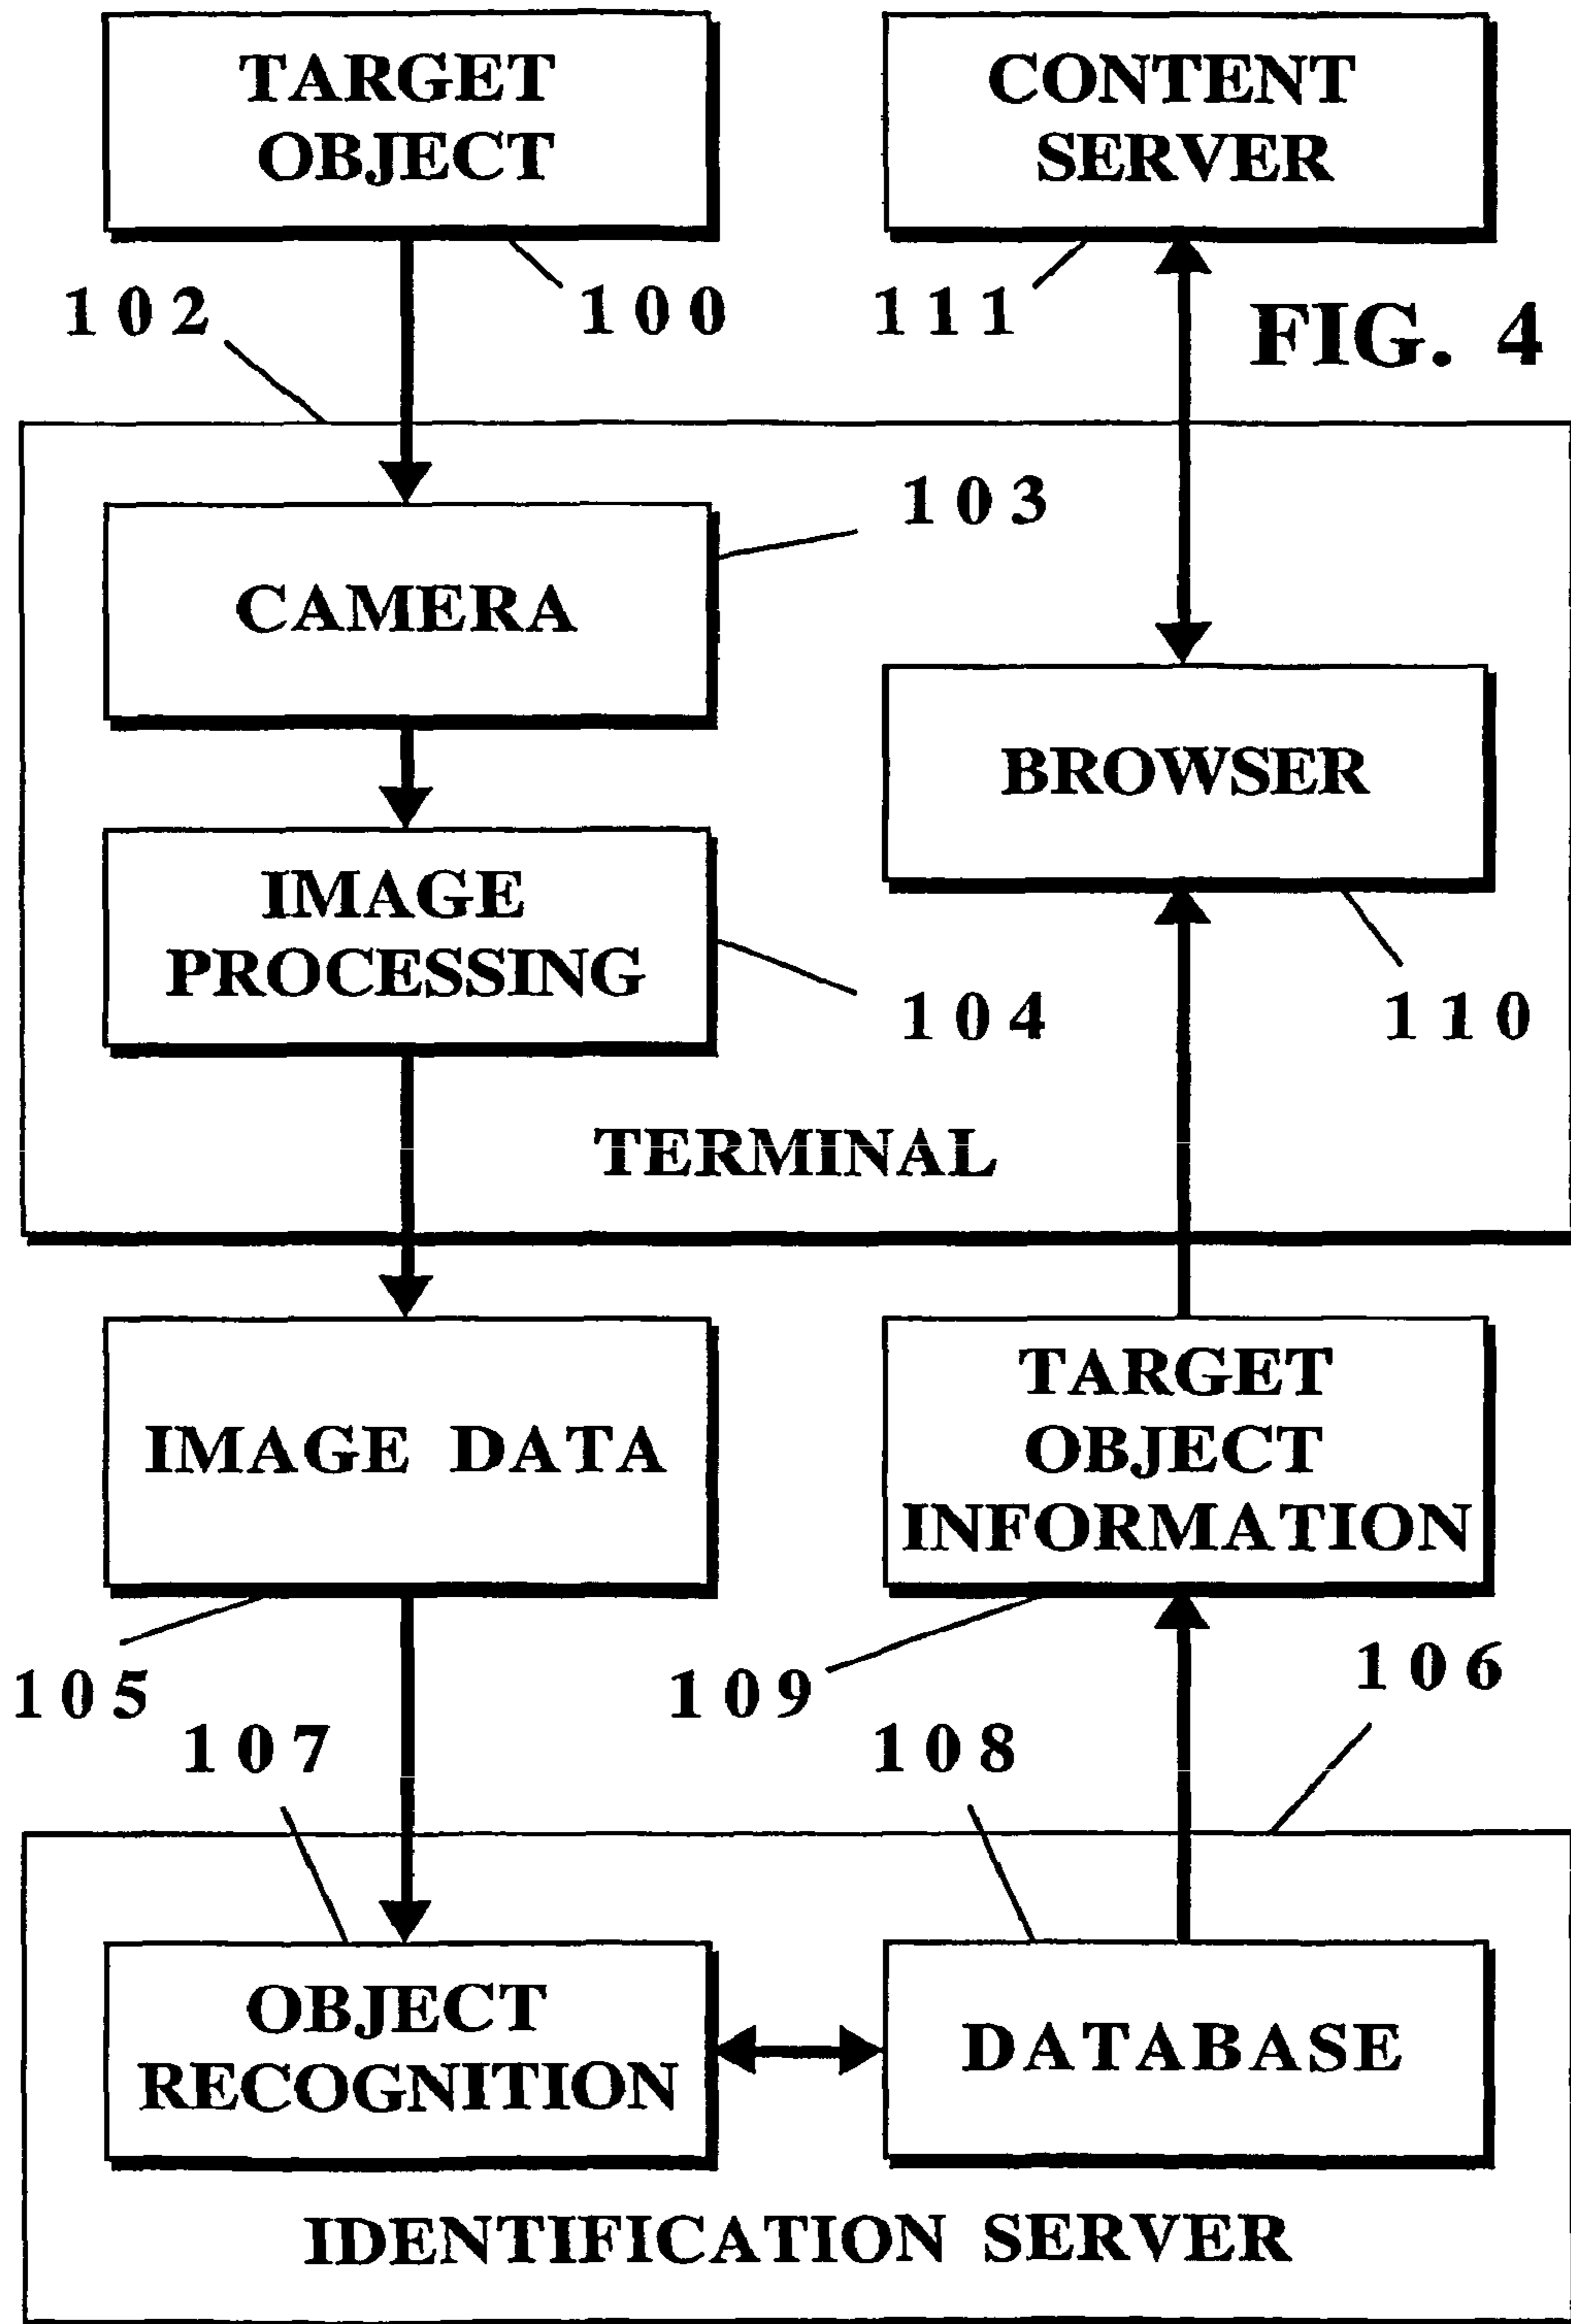 TARGET
OBJECT
CONTENT
SERVER
102
100
111
FIG. 4
103
CAMERA
BROWSER
IMAGE
PROCESSING
104
110
TERMINAL
IMAGE DATA
TARGET
OBJECT
INFORMATION
105
109
106
107
108
OBJECT
RECOGNITION
DATABASE
IDENTIFICATION SERVER